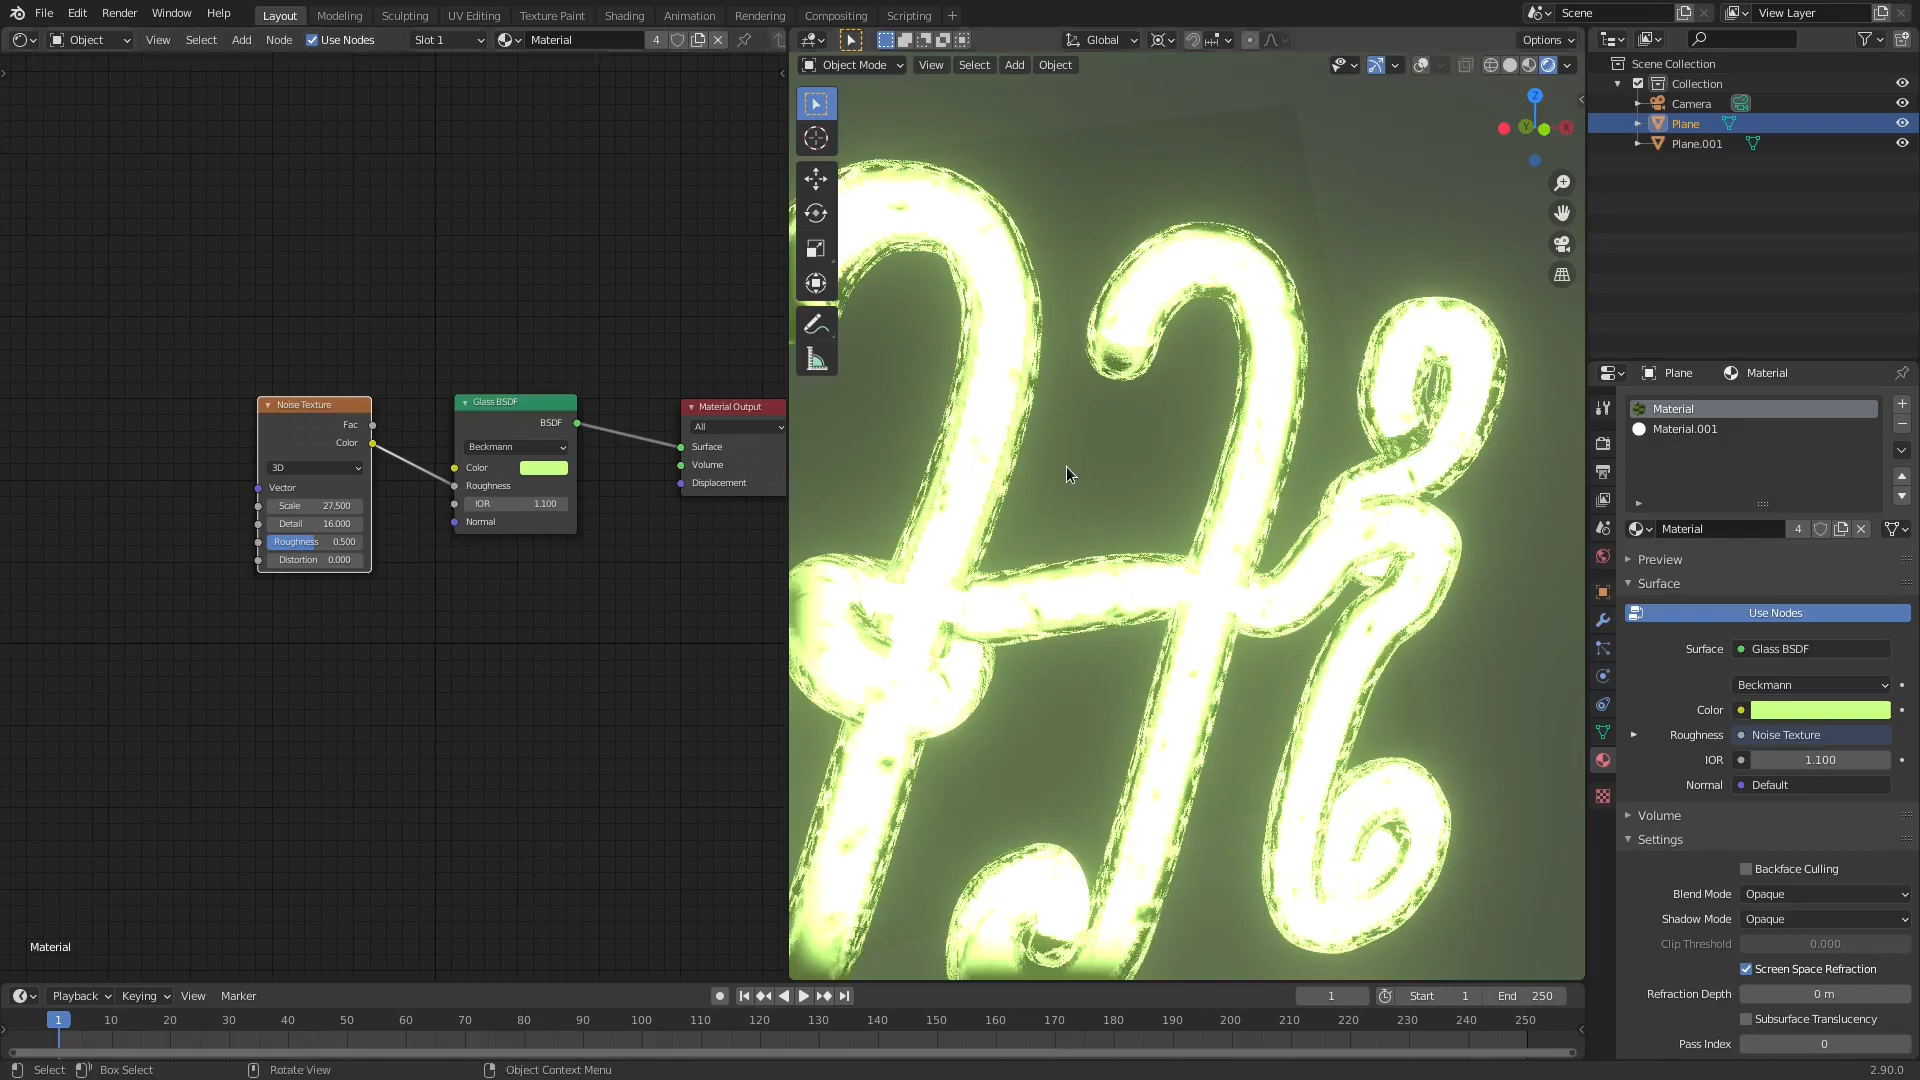 File Edit Render Window Help Layout Modeling Sculpting UV Editing Texture Paint Shading Animation Rendering Compositing Scripting + Scene View Layer
Object View Select Add Node Use Nodes Slot 1 Material 4 Global Options
Object Mode View Select Add Object
Z
Y
X
Scene Collection
Collection
Camera
Plane
Plane.001
Noise Texture
Fac
Color
3D
Vector
Scale 27.500
Detail 16.000
Roughness 0.500
Distortion 0.000
Glass BSDF
BSDF
Beckmann
Color
Roughness
IOR 1.100
Normal
Material Output
All
Surface
Volume
Displacement
Material
Plane Material
Material
Material.001
Material 4
Preview
Surface
Use Nodes
Surface Glass BSDF
Beckmann
Color
Roughness Noise Texture
IOR 1.100
Normal Default
Volume
Settings
Backface Culling
Blend Mode Opaque
Shadow Mode Opaque
Clip Threshold 0.000
Screen Space Refraction
Refraction Depth 0 m
Subsurface Translucency
Pass Index 0
Playback Keying View Marker 1 Start 1 End 250
1 10 20 30 40 50 60 70 80 90 100 110 120 130 140 150 160 170 180 190 200 210 220 230 240 250
Select Box Select Rotate View Object Context Menu 2.90.0